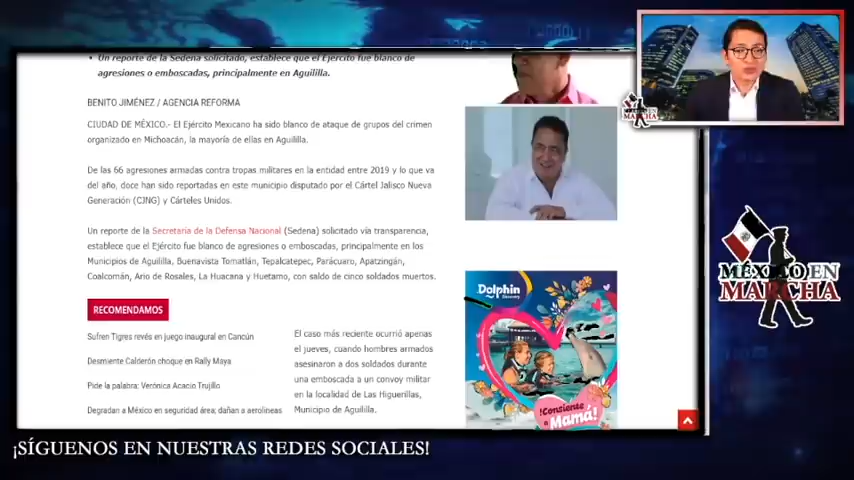 Un reporte de la Sedena solicitado, establece que el Ejército fue blanco de
agresiones o emboscadas, principalmente en Aguililla.
BENITO JIMÉNEZ / AGENCIA REFORMA
CIUDAD DE MÉXICO.- El Ejército Mexicano ha sido blanco de ataque de grupos del crimen
organizado en Michoacán, la mayoría de ellas en Aguililla.
De las 66 agresiones armadas contra tropas militares en la entidad entre 2019 y lo que va
del año, doce han sido reportadas en este municipio disputado por el Cártel Jalisco Nueva
Generación (CJNG) y Cárteles Unidos.
Un reporte de la Secretaría de la Defensa Nacional (Sedena) solicitado vía transparencia,
establece que el Ejército fue blanco de agresiones o emboscadas, principalmente en los
Municipios de Aguililla, Buenavista Tomatlán, Tepalcatepec, Parácuaro, Apatzingán,
Coalcomán, Ario de Rosales, La Huacana y Huetamo, con saldo de cinco soldados muertos.
RECOMENDAMOS
Sufren Tigres revés en juego inaugural en Cancún
Desmiente Calderón choque en Rally Maya
Pide la palabra: Verónica Acacio Trujillo
Degradan a México en seguridad área; dañan a aerolíneas
El caso más reciente ocurrió apenas
el jueves, cuando hombres armados
asesinaron a dos soldados durante
una emboscada a un convoy militar
en la localidad de Las Higuerillas,
Municipio de Aguililla.
Dolphin
Discovery
¡Consiente
a Mamá!
MÉXICO EN
MARCHA
MÉXICO EN
MARCHA
¡SÍGUENOS EN NUESTRAS REDES SOCIALES!